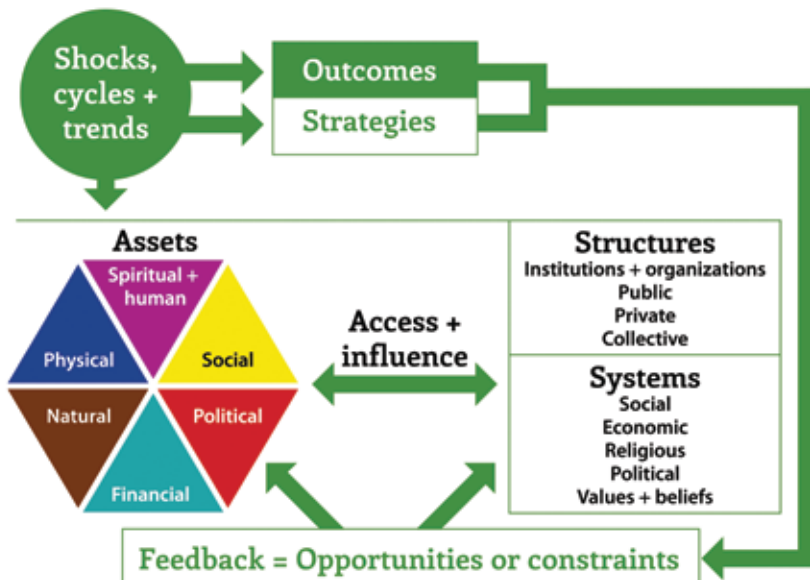 Shocks,
cycles +
trends
Outcomes
Strategies
Assets
Spiritual +
human
Physical
Social
Natural
Political
Financial
Access +
influence
Structures
Institutions + organizations
Public
Private
Collective
Systems
Social
Economic
Religious
Political
Values + beliefs
Feedback = Opportunities or constraints